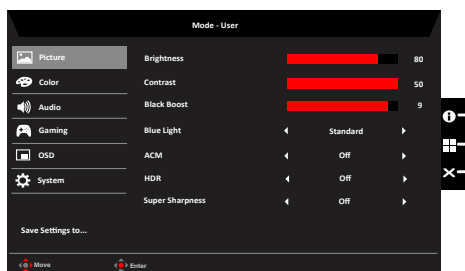 Mode - User
Picture
Color
Audio
Gaming
OSD
System
Save Settings to...
Brightness 80
Contrast 50
Black Boost 9
Blue Light Standard
ACM Off
HDR Off
Super Sharpness Off
Move Enter